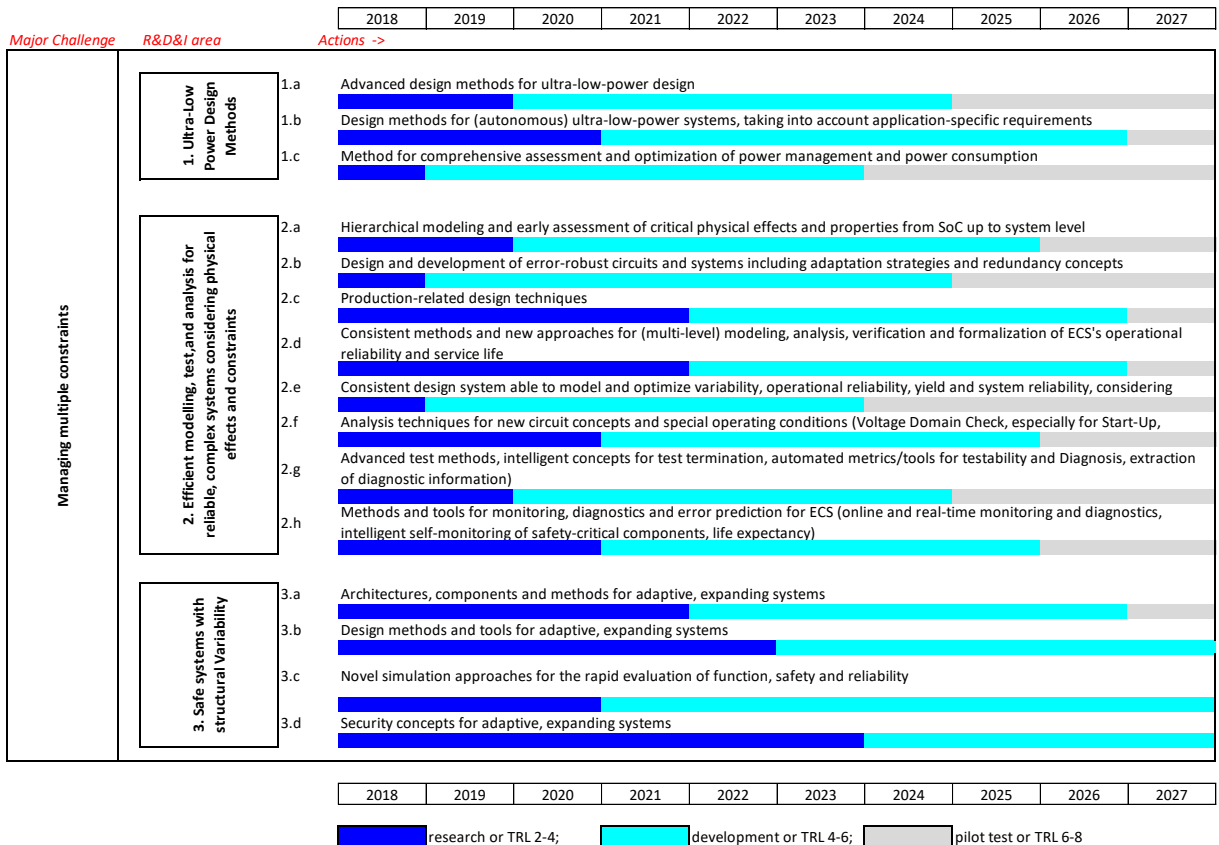 2018 2019 2020 2021 2022 2023 2024 2025 2026 2027
Major Challenge R&D&I area Actions ->
Managing multiple constraints
1. Ultra-Low
Power Design
Methods
1.a Advanced design methods for ultra-low-power design
1.b Design methods for (autonomous) ultra-low-power systems, taking into account application-specific requirements
1.c Method for comprehensive assessment and optimization of power management and power consumption
2. Efficient modelling, test,and analysis for
reliable, complex systems considering physical
effects and constraints
2.a Hierarchical modeling and early assessment of critical physical effects and properties from SoC up to system level
2.b Design and development of error-robust circuits and systems including adaptation strategies and redundancy concepts
2.c Production-related design techniques
2.d Consistent methods and new approaches for (multi-level) modeling, analysis, verification and formalization of ECS's operational
reliability and service life
2.e Consistent design system able to model and optimize variability, operational reliability, yield and system reliability, considering
2.f Analysis techniques for new circuit concepts and special operating conditions (Voltage Domain Check, especially for Start-Up,
2.g Advanced test methods, intelligent concepts for test termination, automated metrics/tools for testability and Diagnosis, extraction
of diagnostic information)
2.h Methods and tools for monitoring, diagnostics and error prediction for ECS (online and real-time monitoring and diagnostics,
intelligent self-monitoring of safety-critical components, life expectancy)
3. Safe systems with
structural Variability
3.a Architectures, components and methods for adaptive, expanding systems
3.b Design methods and tools for adaptive, expanding systems
3.c Novel simulation approaches for the rapid evaluation of function, safety and reliability
3.d Security concepts for adaptive, expanding systems
2018 2019 2020 2021 2022 2023 2024 2025 2026 2027
research or TRL 2-4; development or TRL 4-6; pilot test or TRL 6-8